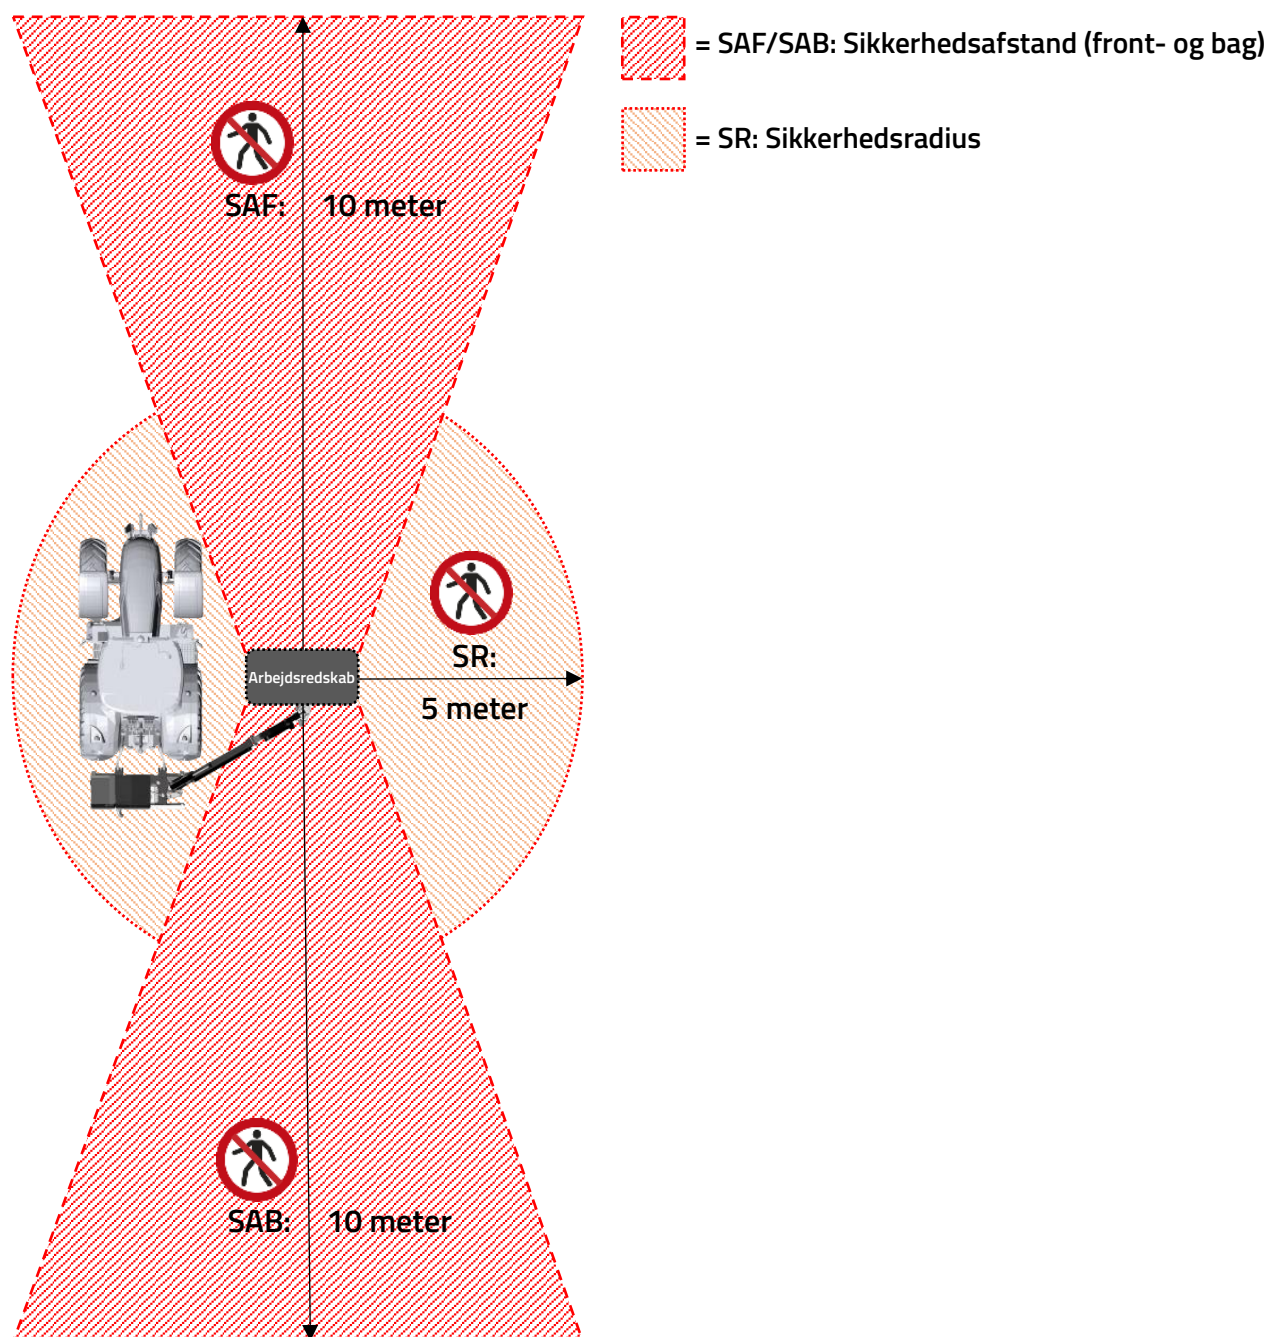 = SAF/SAB: Sikkerhedsafstand (front- og bag)
= SR: Sikkerhedsradius
SAF: 10 meter
SR:
Arbejdsredskab
5 meter
SAB: 10 meter